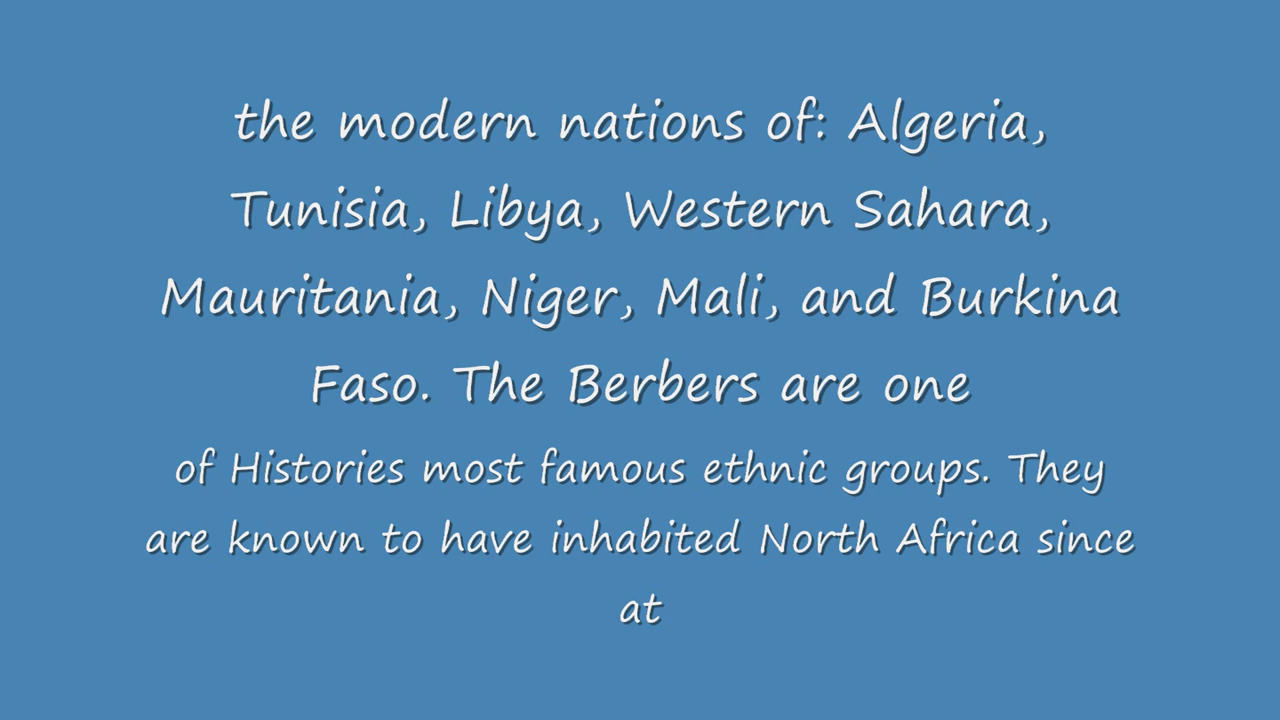 the modern nations of: Algeria,
Tunisia, Libya, Western Sahara,
Mauritania, Niger, Mali, and Burkina
Faso. The Berbers are one
of Histories most famous ethnic groups. They
are known to have inhabited North Africa since
at